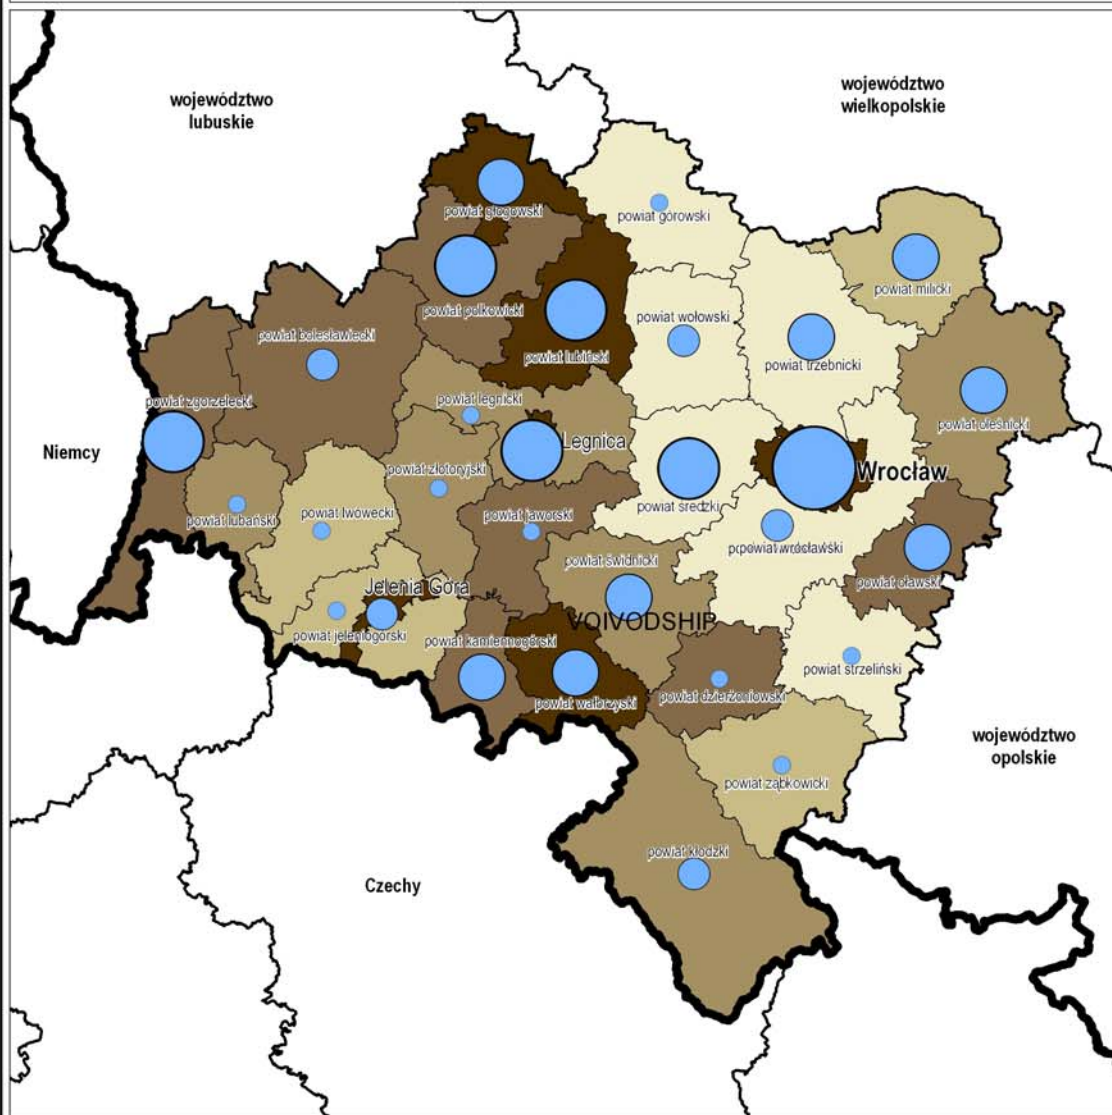 województwo
lubuskie
województwo
wielkopolskie
powiat głogowski
powiat górowski
powiat milicki
powiat polkowicki
powiat wołowski
powiat bolesławiecki
powiat lubiński
powiat trzebnicki
powiat zgorzelecki
powiat legnicki
powiat oleśnicki
Niemcy
Legnica
powiat złotoryjski
Wrocław
powiat lwowecki
powiat średzki
powiat lubański
powiat jaworski
powiat wrocławski
powiat świdnicki
powiat oławski
Jelenia Góra
VOIVODSHIP
powiat jeleniogórski
powiat kamiennogórski
powiat strzeliński
powiat dzierżoniowski
powiat wałbrzyski
województwo
opolskie
powiat ząbkowicki
powiat kłodzki
Czechy